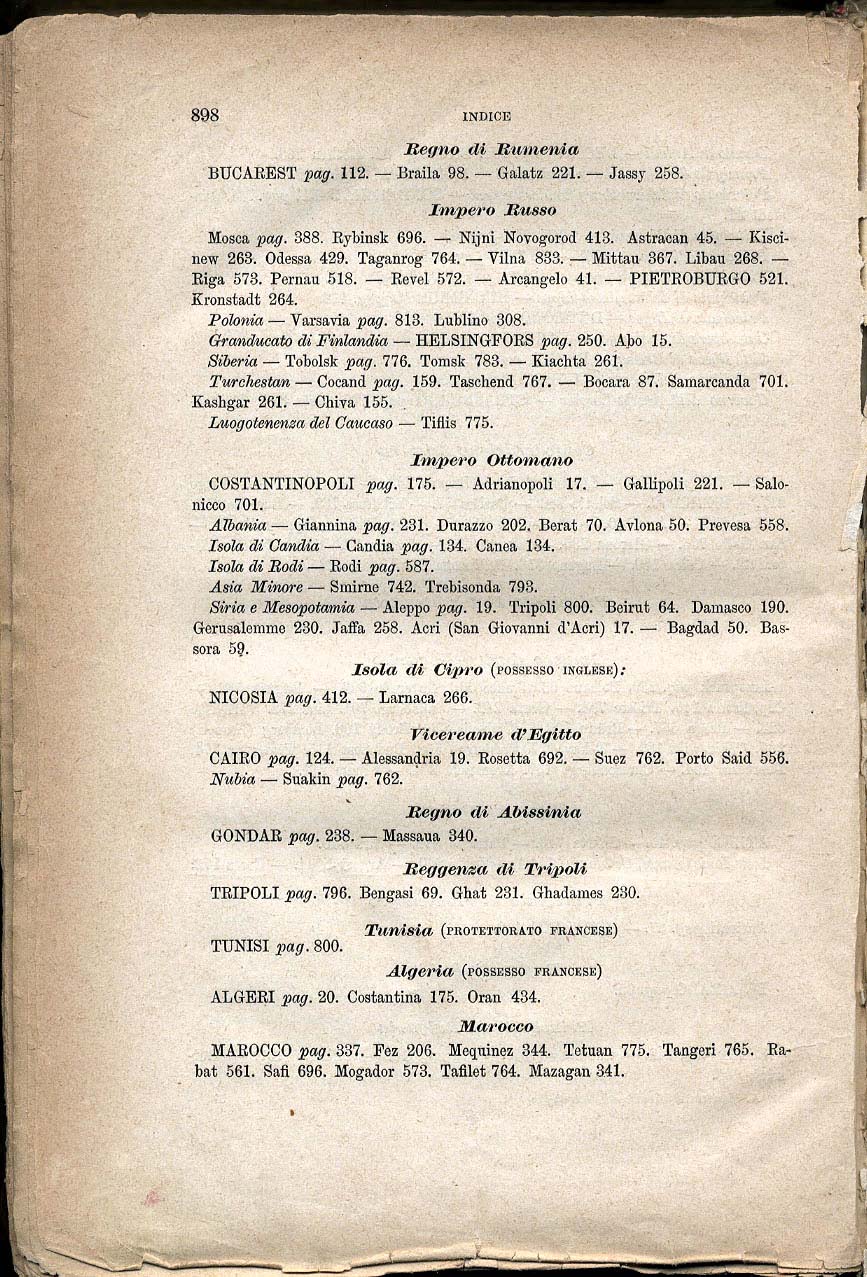 898
INDICE
Regno di Rumenia
BUCAREST pag. 112. — Braila 98. — Galatz 221. — Jassy 258.
Impero Russo
Mosca pag. 388. Rybinsk 696. — Nijni Novogorod 413. Astracan 45. — Kisci-
new 263. Odessa 429. Taganrog 764. — Vilna 833. — Mittau 367. Libau 268. —
Riga 573. Pernau 518. — Revel 572. — Arcangelo 41. — PIETROBURGO 521.
Kronstadt 264.
Polonia — Varsavia pag. 813. Lublino 308.
Granducato di Finlandia — HELSINGFORS pag. 250. Abo 15.
Siberia — Tobolsk pag. 776. Tomsk 783. — Kiachta 261.
Turchestan — Cocand pag. 159. Taschend 767. — Bocara 87. Samarcanda 701.
Kashgar 261. — Chiva 155.
Luogotenenza del Caucaso — Tiflis 775.
Impero Ottomano
COSTANTINOPOLI pag. 175. — Adrianopoli 17. — Gallipoli 221. — Salo-
nicco 701.
Albania — Giannina pag. 231. Durazzo 202. Berat 70. Avlona 50. Prevesa 558.
Isola di Candia — Candia pag. 134. Canea 134.
Isola di Rodi — Rodi pag. 587.
Asia Minore — Smirne 742. Trebisonda 793.
Siria e Mesopotamia — Aleppo pag. 19. Tripoli 800. Beirut 64. Damasco 190.
Gerusalemme 230. Jaffa 258. Acri (San Giovanni d'Acri) 17. — Bagdad 50. Bas-
sora 59.
Isola di Cipro (POSSESSO INGLESE):
NICOSIA pag. 412. — Larnaca 266.
Vicereame d'Egitto
CAIRO pag. 124. — Alessandria 19. Rosetta 692. — Suez 762. Porto Said 556.
Nubia — Suakin pag. 762.
Regno di Abissinia
GONDAR pag. 238. — Massaua 340.
Reggenza di Tripoli
TRIPOLI pag. 796. Bengasi 69. Ghat 231. Ghadames 230.
Tunisia (PROTETTORATO FRANCESE)
TUNISI pag. 800.
Algeria (POSSESSO FRANCESE)
ALGERI pag. 20. Costantina 175. Oran 434.
Marocco
MAROCCO pag. 337. Fez 206. Mequinez 344. Tetuan 775. Tangeri 765. Ra-
bat 561. Safi 696. Mogador 573. Tafilet 764. Mazagan 341.